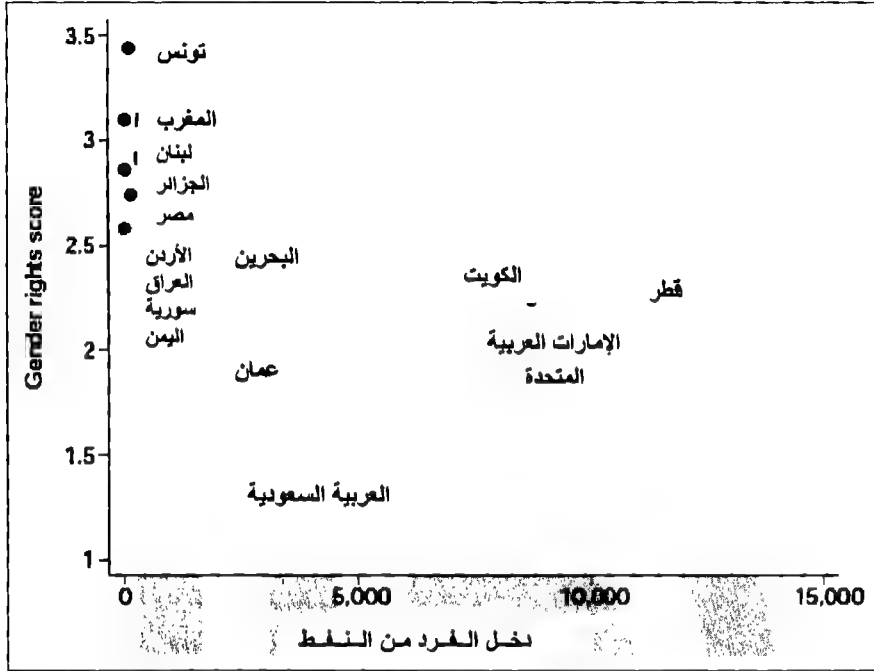 3.5
تونس
المغرب
3
لبنان
الجزائر
مصر
2.5
الأردن
البحرين
العراق
الكويت
قطر
سورية
اليمن
2
الإمارات العربية
المتحدة
عمان
1.5
العربية السعودية
1
Gender rights score
0
5,000
10,000
15,000
دخل الفرد من النفط